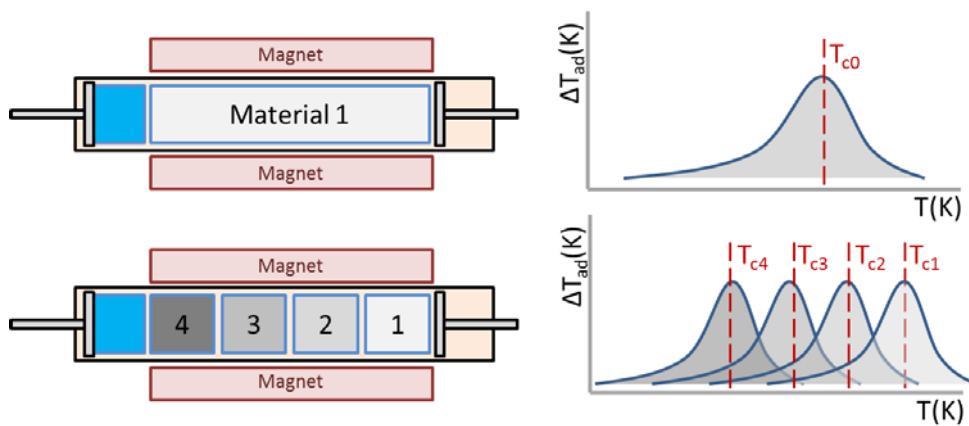 Magnet
Material 1
Magnet
ΔTad(K)
Tc0
T(K)
Magnet
4 3 2 1
Magnet
ΔTad(K)
Tc4 Tc3 Tc2 Tc1
T(K)